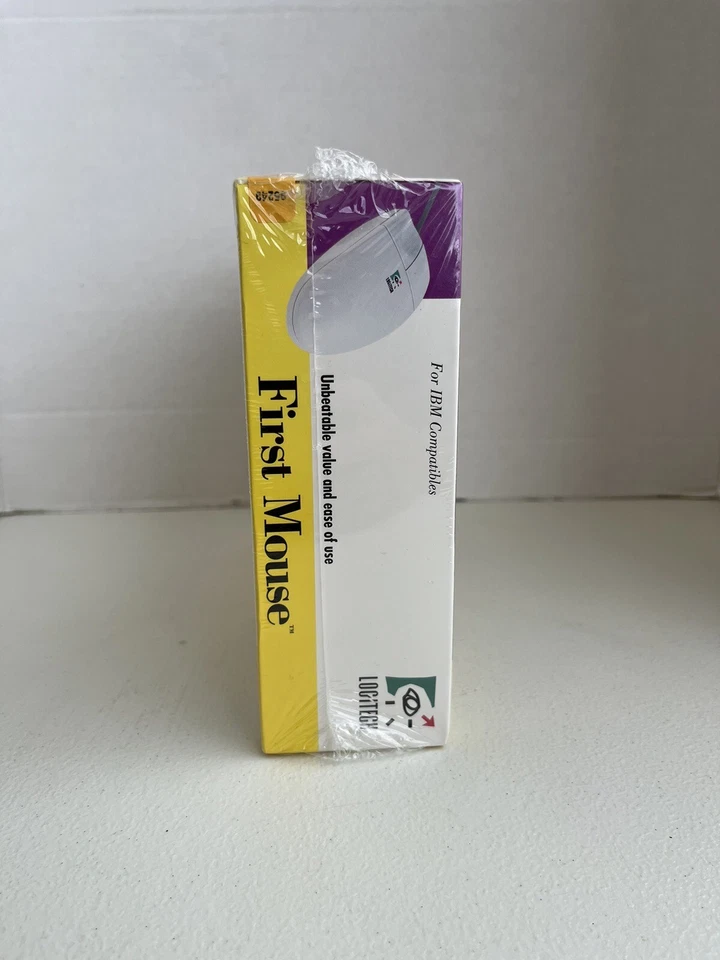 For IBM Compatibles
Unbeatable value and ease of use
First Mouse™
LOGITECH